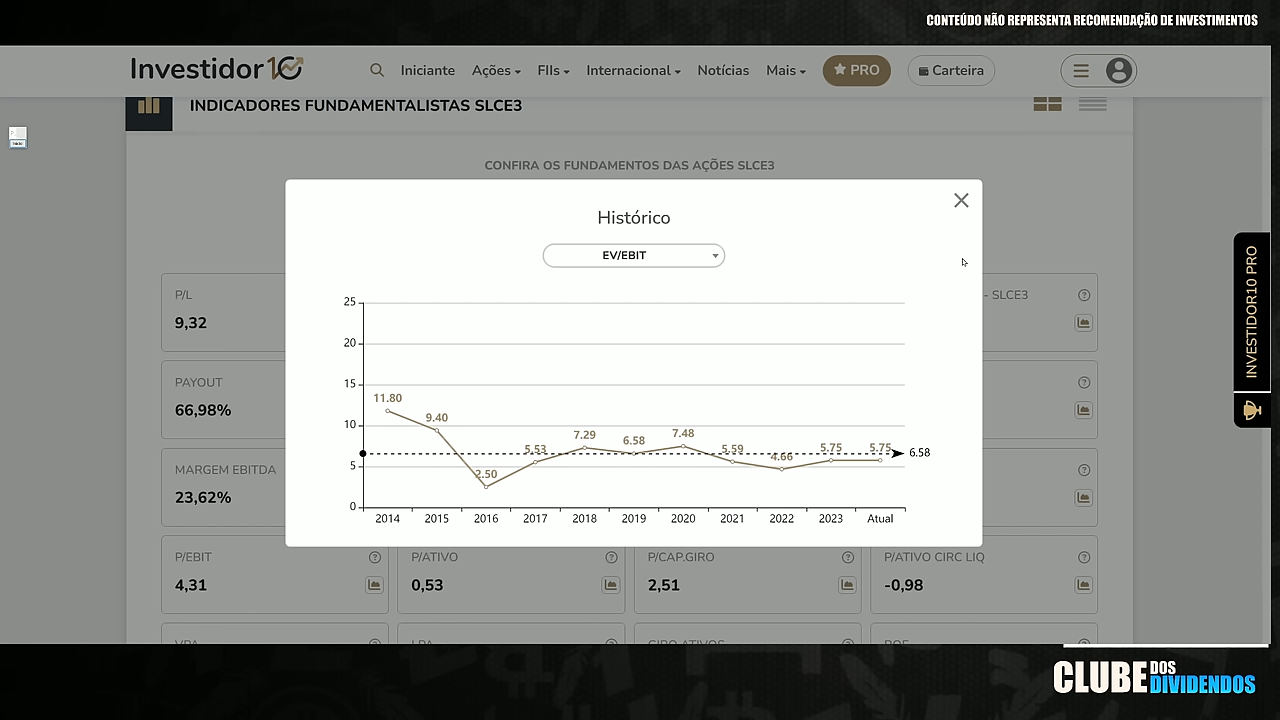 CONTEÚDO NÃO REPRESENTA RECOMENDAÇÃO DE INVESTIMENTOS
Investidor10
Iniciante Ações FIIs Internacional Notícias Mais PRO Carteira
INDICADORES FUNDAMENTALISTAS SLCE3
CONFIRA OS FUNDAMENTOS DAS AÇÕES SLCE3
Histórico
EV/EBIT
P/L
9,32
- SLCE3
PAYOUT
66,98%
MARGEM EBITDA
23,62%
25
20
15
10
5
0
11.80
9.40
2.50
5.53
7.29
6.58
7.48
5.59
4.66
5.75
5.75
6.58
2014 2015 2016 2017 2018 2019 2020 2021 2022 2023 Atual
P/EBIT P/ATIVO P/CAP.GIRO P/ATIVO CIRC LIQ
4,31 0,53 2,51 -0,98
VPA LPA GIRO ATIVOS ROE
INVESTIDOR10 PRO
CLUBE DOS DIVIDENDOS